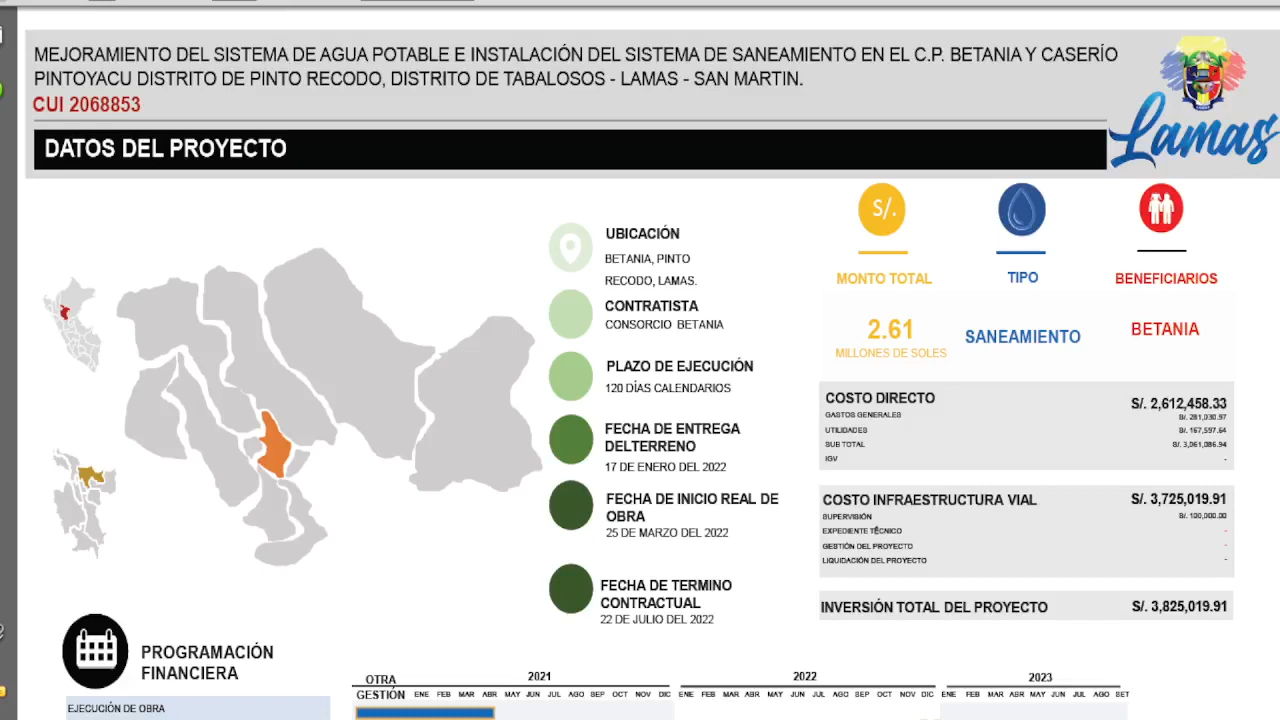 MEJORAMIENTO DEL SISTEMA DE AGUA POTABLE E INSTALACIÓN DEL SISTEMA DE SANEAMIENTO EN EL C.P. BETANIA Y CASERÍO
PINTOYACU DISTRITO DE PINTO RECODO, DISTRITO DE TABALOSOS - LAMAS - SAN MARTIN.
CUI 2068853
Lamas
DATOS DEL PROYECTO
UBICACIÓN
BETANIA, PINTO
RECODO, LAMAS.
CONTRATISTA
CONSORCIO BETANIA
PLAZO DE EJECUCIÓN
120 DÍAS CALENDARIOS
FECHA DE ENTREGA
DELTERRENO
17 DE ENERO DEL 2022
FECHA DE INICIO REAL DE
OBRA
25 DE MARZO DEL 2022
FECHA DE TERMINO
CONTRACTUAL
22 DE JULIO DEL 2022
S/.
MONTO TOTAL
2.61
MILLONES DE SOLES
TIPO
SANEAMIENTO
BENEFICIARIOS
BETANIA
COSTO DIRECTO S/. 2,612,458.33
GASTOS GENERALES S/. 281,030.97
UTILIDADES S/. 167,597.64
SUB TOTAL S/. 3,061,086.94
IGV -
COSTO INFRAESTRUCTURA VIAL S/. 3,725,019.91
SUPERVISIÓN S/. 100,000.00
EXPEDIENTE TÉCNICO -
GESTIÓN DEL PROYECTO -
LIQUIDACIÓN DEL PROYECTO -
INVERSIÓN TOTAL DEL PROYECTO S/. 3,825,019.91
PROGRAMACIÓN
FINANCIERA
OTRA
GESTIÓN
2021 2022 2023
ENE FEB MAR ABR MAY JUN JUL AGO SEP OCT NOV DIC ENE FEB MAR ABR MAY JUN JUL AGO SEP OCT NOV DIC ENE FEB MAR ABR MAY JUN JUL AGO SET
EJECUCIÓN DE OBRA